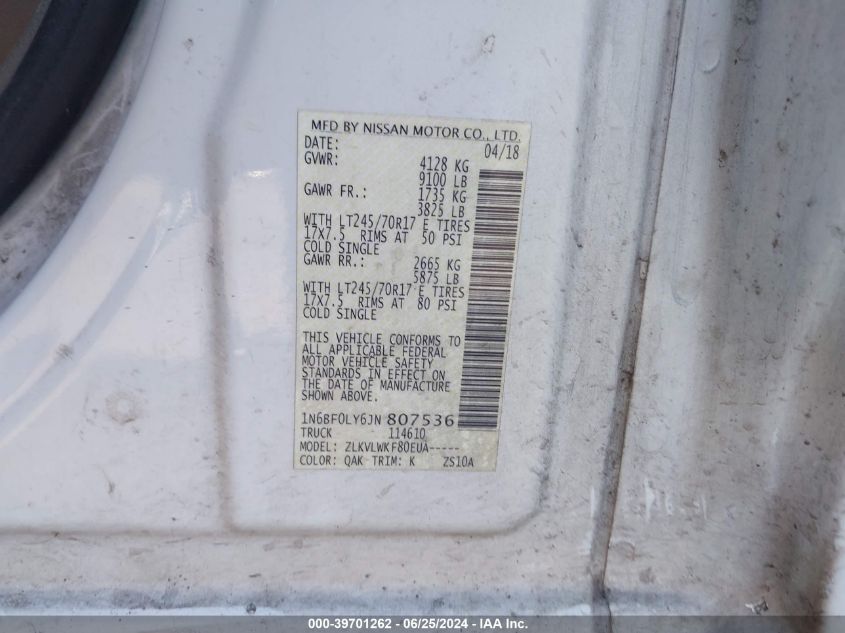 MFD BY NISSAN MOTOR CO., LTD.
DATE: 04/18
GVWR: 4128 KG
9100 LB
GAWR FR.: 1735 KG
3825 LB
WITH LT245/70R17 E TIRES
17X7.5 RIMS AT 50 PSI
COLD SINGLE
GAWR RR.: 2665 KG
5875 LB
WITH LT245/70R17 E TIRES
17X7.5 RIMS AT 80 PSI
COLD SINGLE
THIS VEHICLE CONFORMS TO
ALL APPLICABLE FEDERAL
MOTOR VEHICLE SAFETY
STANDARDS IN EFFECT ON
THE DATE OF MANUFACTURE
SHOWN ABOVE.
1N6BF0LY6JN 807536
TRUCK 114610
MODEL: ZLKVLWKF80EUA-----
COLOR: QAK TRIM: K ZS10A
000-39701262 - 06/25/2024 - IAAI.com